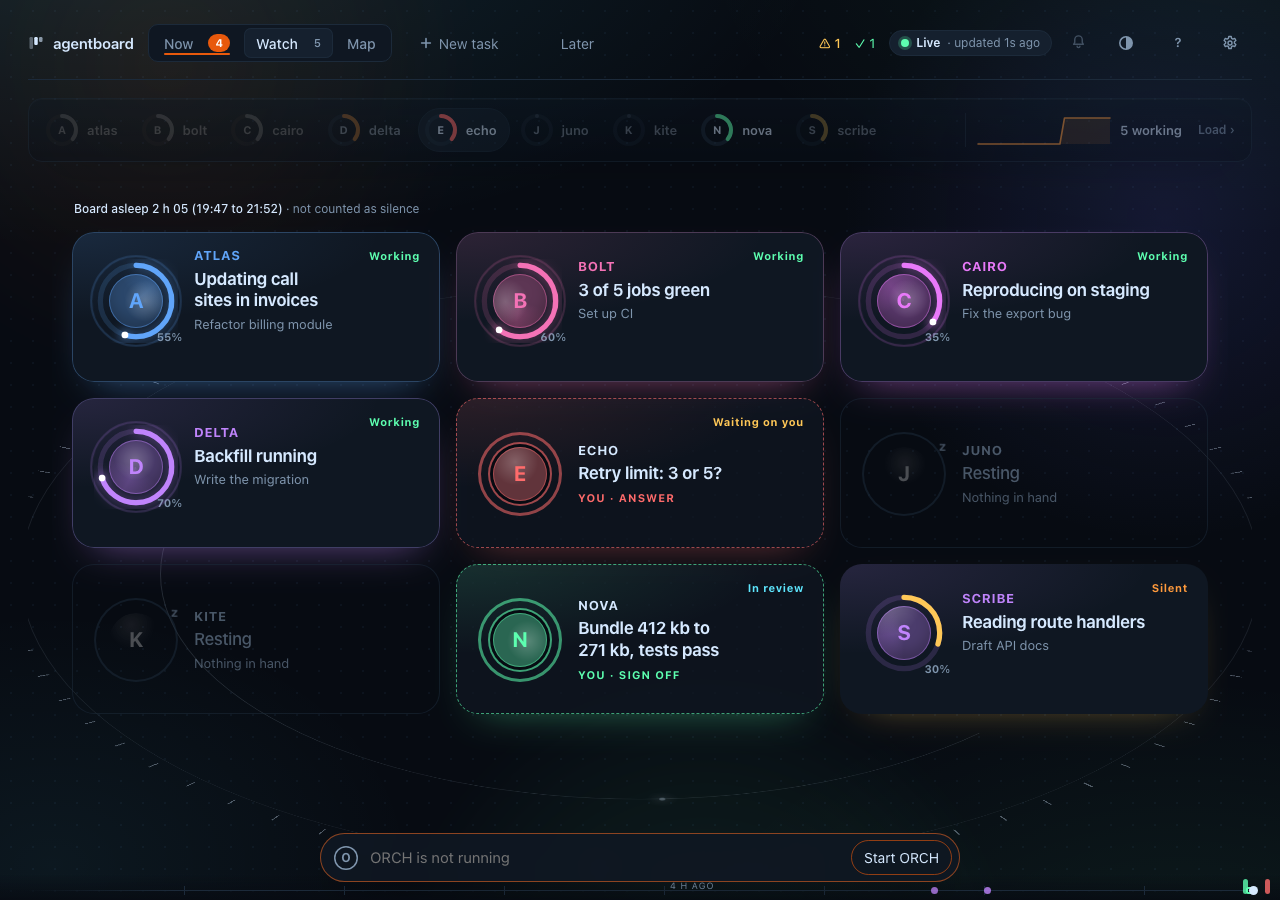 agentboard
Now 4
Watch 5
Map
+ New task
Later
1
1
Live · updated 1s ago
?
A atlas
B bolt
C cairo
D delta
E echo
J juno
K kite
N nova
S scribe
5 working
Load ›
Board asleep 2 h 05 (19:47 to 21:52) · not counted as silence
Working
ATLAS
Updating call
sites in invoices
Refactor billing module
A
55%
Working
BOLT
3 of 5 jobs green
Set up CI
B
60%
Working
CAIRO
Reproducing on staging
Fix the export bug
C
35%
Working
DELTA
Backfill running
Write the migration
D
70%
Waiting on you
ECHO
Retry limit: 3 or 5?
YOU · ANSWER
E
z
JUNO
Resting
Nothing in hand
J
z
KITE
Resting
Nothing in hand
K
In review
NOVA
Bundle 412 kb to
271 kb, tests pass
YOU · SIGN OFF
N
Silent
SCRIBE
Reading route handlers
Draft API docs
S
30%
O ORCH is not running
Start ORCH
4 H AGO